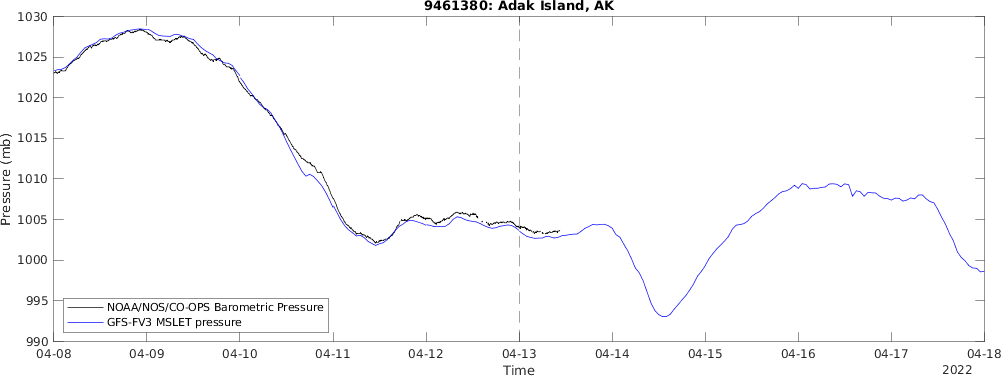 9461380: Adak Island, AK
Pressure (mb)
1030
1025
1020
1015
1010
1005
1000
995
990
NOAA/NOS/CO-OPS Barometric Pressure
GFS-FV3 MSLET pressure
04-08 04-09 04-10 04-11 04-12 04-13 04-14 04-15 04-16 04-17 04-18
Time
2022